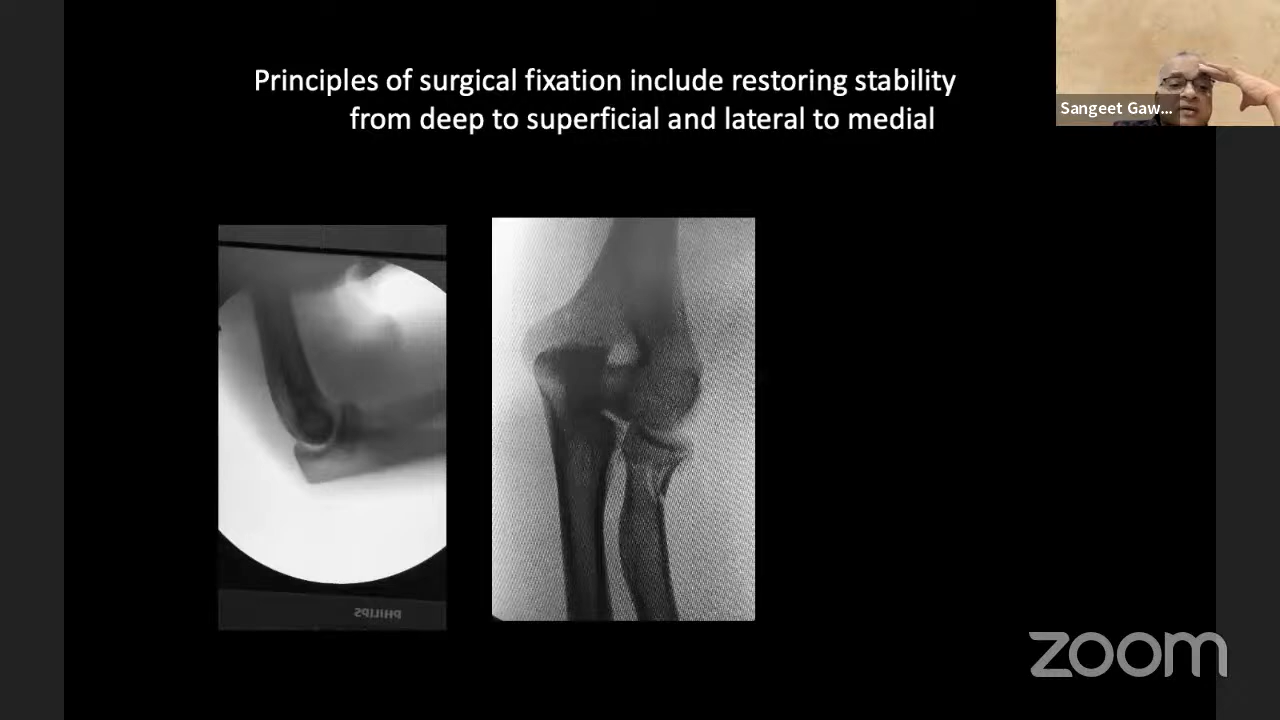 Principles of surgical fixation include restoring stability
from deep to superficial and lateral to medial
Sangeet Gaw...
PHILIPS
zoom